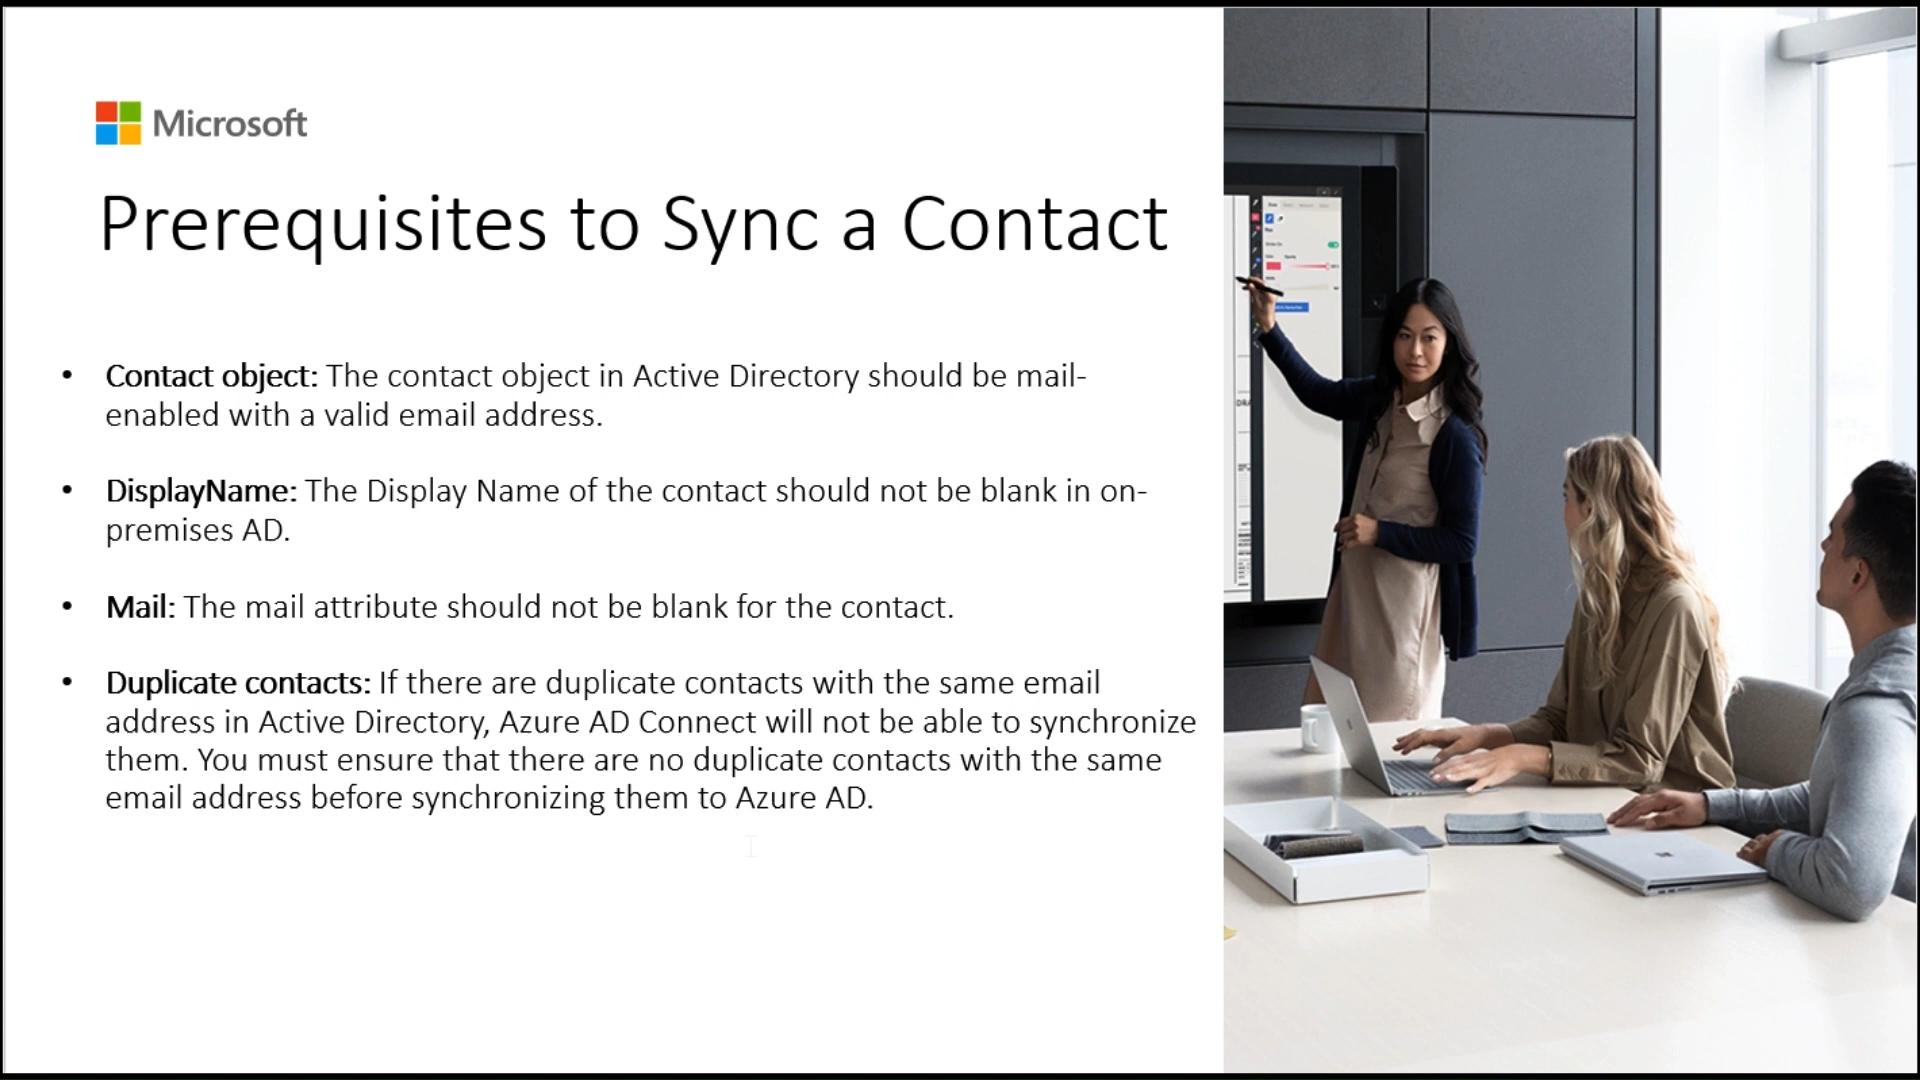 Microsoft
Prerequisites to Sync a Contact
• Contact object: The contact object in Active Directory should be mail-
enabled with a valid email address.
• DisplayName: The Display Name of the contact should not be blank in on-
premises AD.
• Mail: The mail attribute should not be blank for the contact.
• Duplicate contacts: If there are duplicate contacts with the same email
address in Active Directory, Azure AD Connect will not be able to synchronize
them. You must ensure that there are no duplicate contacts with the same
email address before synchronizing them to Azure AD.